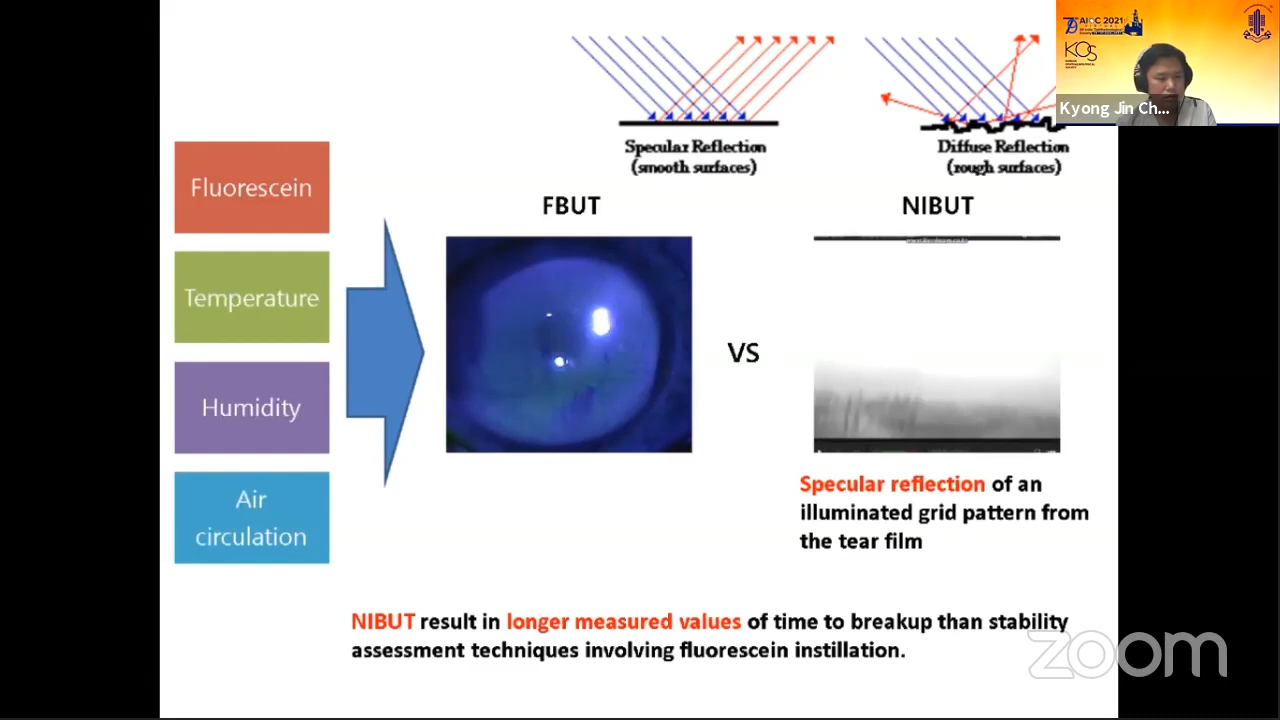 AIOC 2021
VIRTUAL
KOS
Kyong Jin Ch...
Specular Reflection
(smooth surfaces)
Diffuse Reflection
(rough surfaces)
FBUT
NIBUT
Fluorescein
Temperature
Humidity
Air
circulation
VS
Specular reflection of an
illuminated grid pattern from
the tear film
NIBUT result in longer measured values of time to breakup than stability
assessment techniques involving fluorescein instillation.
zoom